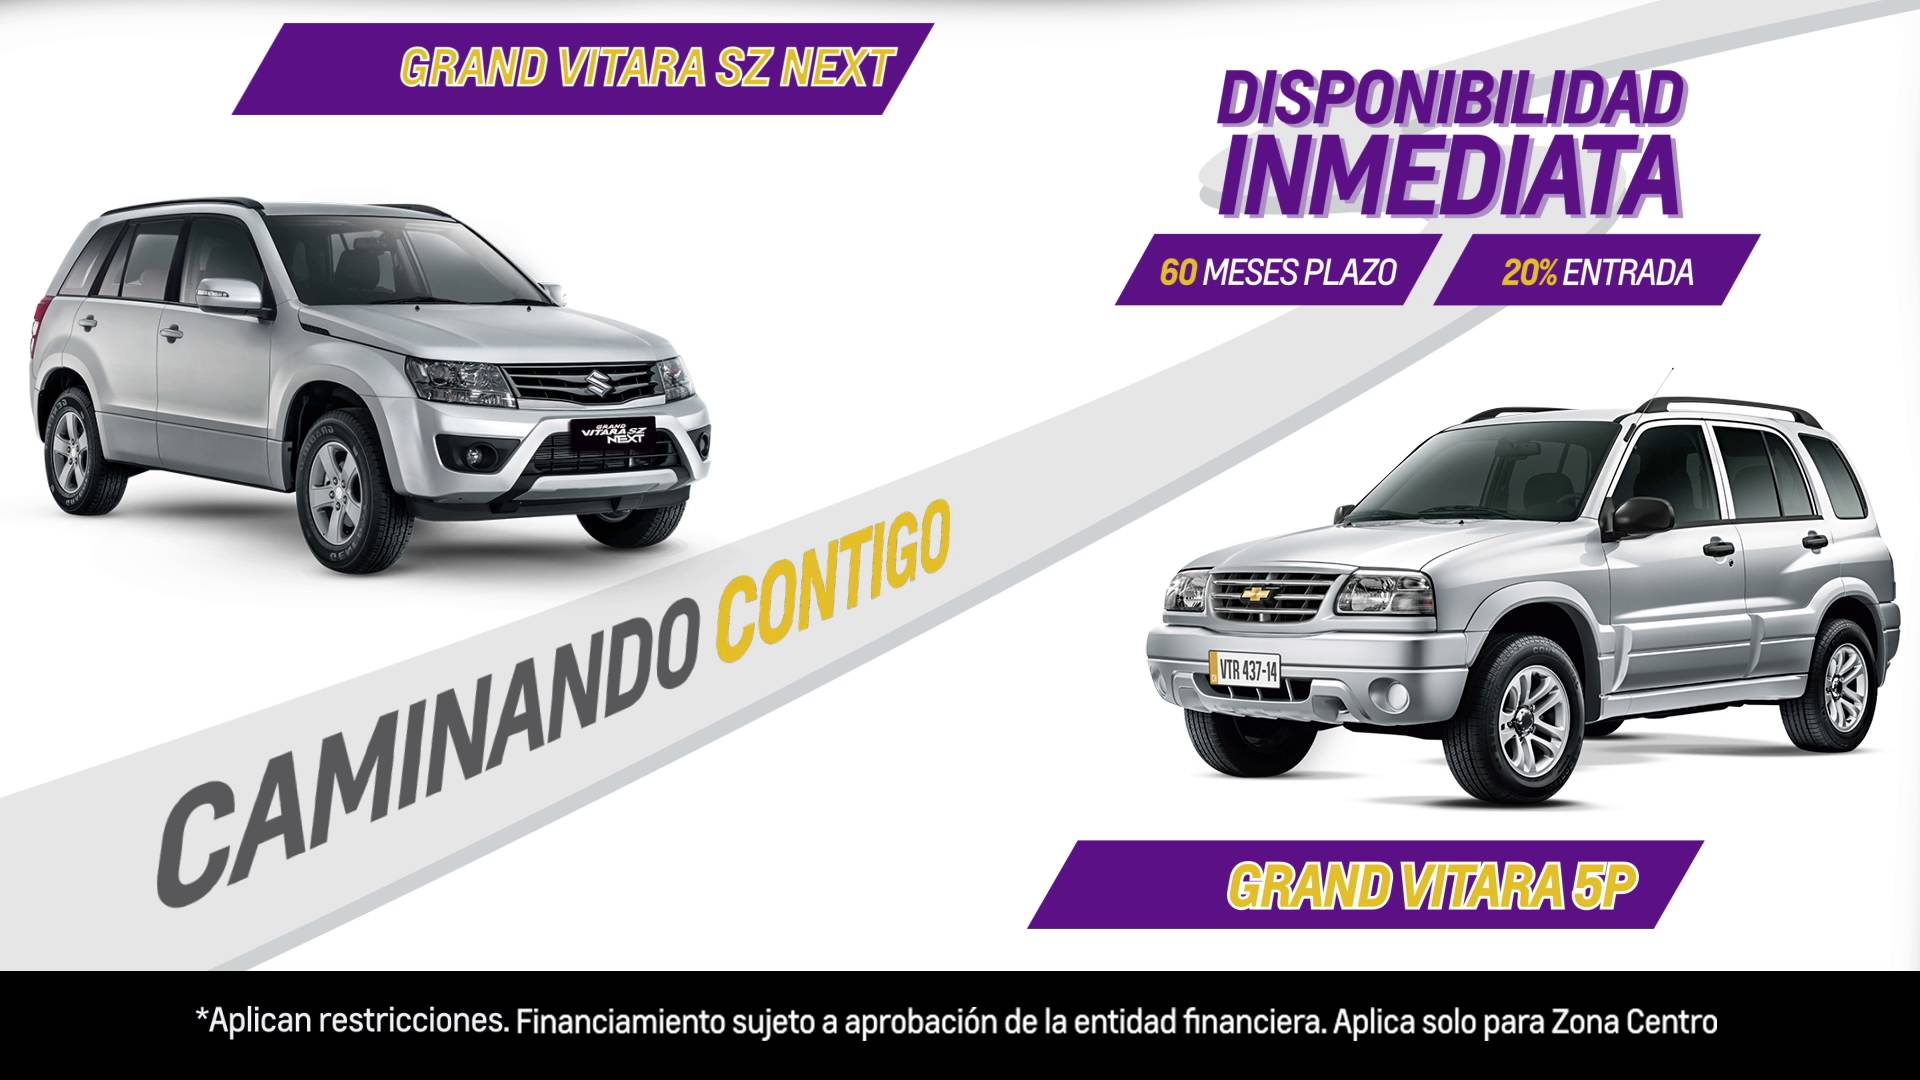 GRAND VITARA SZ NEXT
DISPONIBILIDAD
INMEDIATA
60 MESES PLAZO
20% ENTRADA
GRAND
VITARA SZ
NEXT
CAMINANDO CONTIGO
VTR 437-14
GRAND VITARA 5P
*Aplican restricciones. Financiamiento sujeto a aprobación de la entidad financiera. Aplica solo para Zona Centro